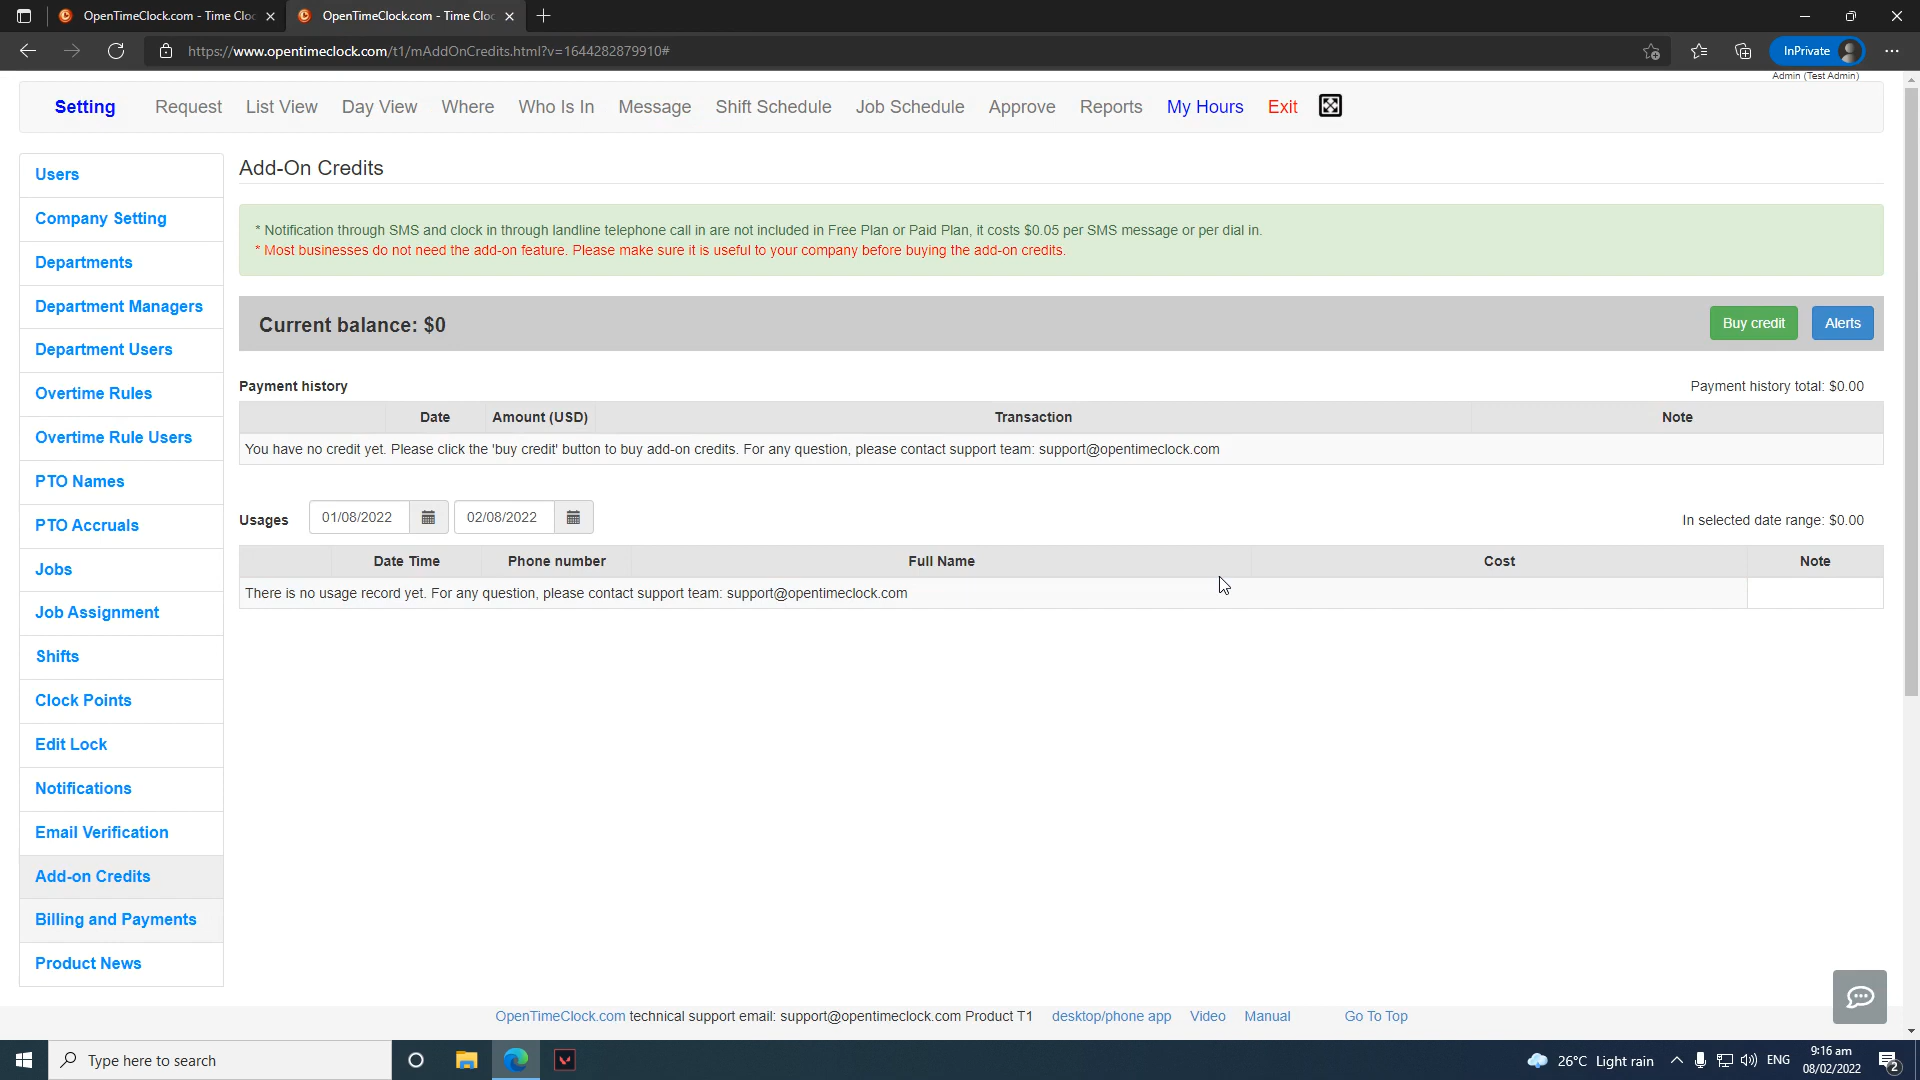 OpenTimeClock.com - Time Cloc
OpenTimeClock.com - Time Cloc
https://www.opentimeclock.com/t1/mAddOnCredits.html?v=1644282879910#
InPrivate
Admin (Test Admin)
Setting Request List View Day View Where Who Is In Message Shift Schedule Job Schedule Approve Reports My Hours Exit
Users
Company Setting
Departments
Department Managers
Department Users
Overtime Rules
Overtime Rule Users
PTO Names
PTO Accruals
Jobs
Job Assignment
Shifts
Clock Points
Edit Lock
Notifications
Email Verification
Add-on Credits
Billing and Payments
Product News
Add-On Credits
* Notification through SMS and clock in through landline telephone call in are not included in Free Plan or Paid Plan, it costs $0.05 per SMS message or per dial in.
* Most businesses do not need the add-on feature. Please make sure it is useful to your company before buying the add-on credits.
Current balance: $0 Buy credit Alerts
Payment history Payment history total: $0.00
Date Amount (USD) Transaction Note
You have no credit yet. Please click the 'buy credit' button to buy add-on credits. For any question, please contact support team: support@opentimeclock.com
Usages 01/08/2022 02/08/2022 In selected date range: $0.00
Date Time Phone number Full Name Cost Note
There is no usage record yet. For any question, please contact support team: support@opentimeclock.com
OpenTimeClock.com technical support email: support@opentimeclock.com Product T1 desktop/phone app Video Manual Go To Top
Type here to search
26°C Light rain
ENG
9:16 am
08/02/2022
2